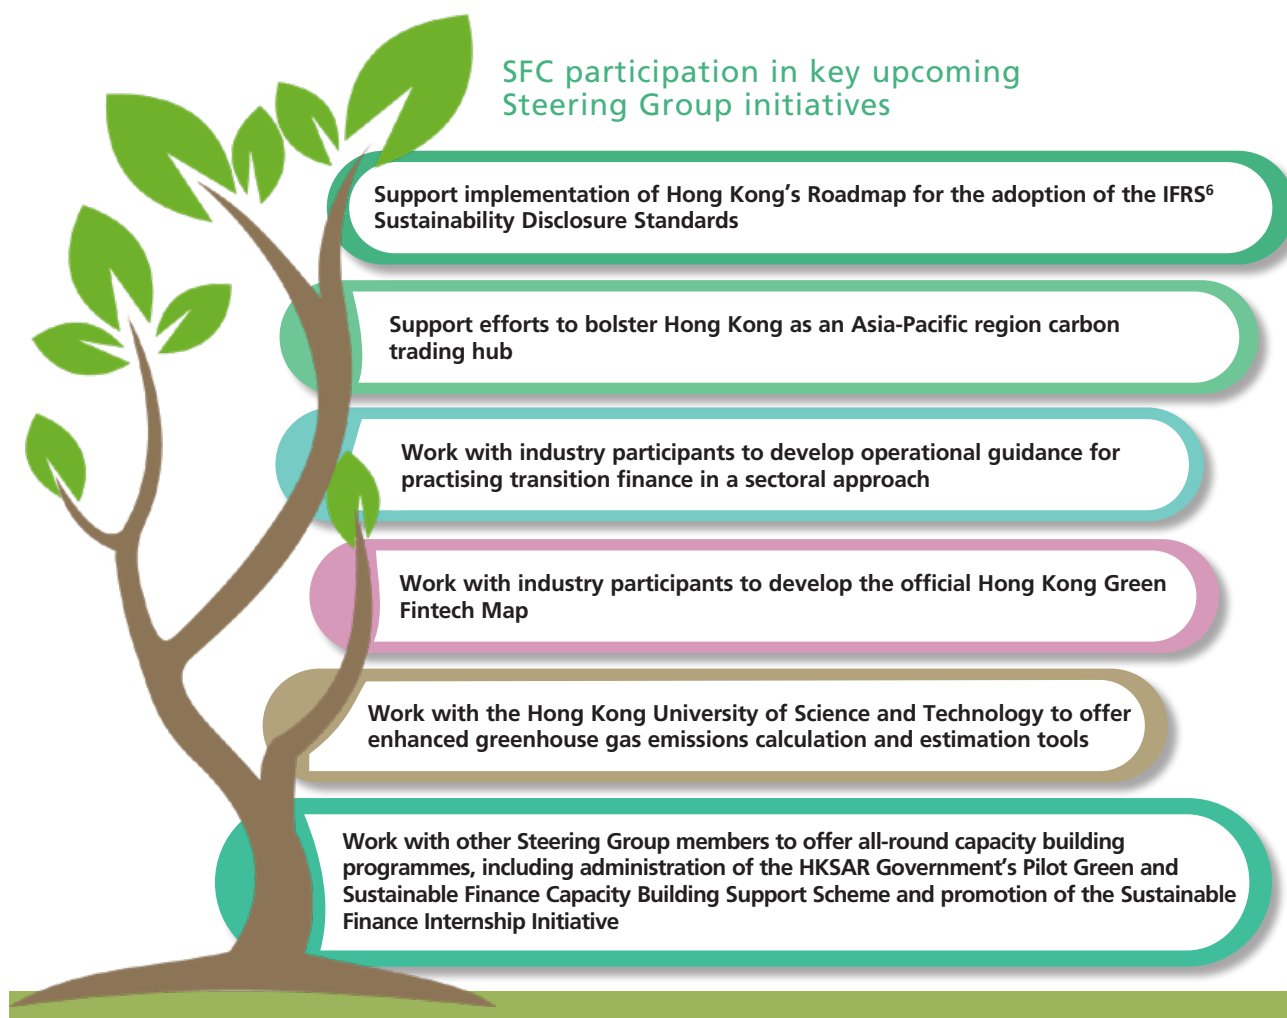 SFC participation in key upcoming
Steering Group initiatives
Support implementation of Hong Kong’s Roadmap for the adoption of the IFRS⁶
Sustainability Disclosure Standards
Support efforts to bolster Hong Kong as an Asia-Pacific region carbon
trading hub
Work with industry participants to develop operational guidance for
practising transition finance in a sectoral approach
Work with industry participants to develop the official Hong Kong Green
Fintech Map
Work with the Hong Kong University of Science and Technology to offer
enhanced greenhouse gas emissions calculation and estimation tools
Work with other Steering Group members to offer all-round capacity building
programmes, including administration of the HKSAR Government’s Pilot Green and
Sustainable Finance Capacity Building Support Scheme and promotion of the Sustainable
Finance Internship Initiative